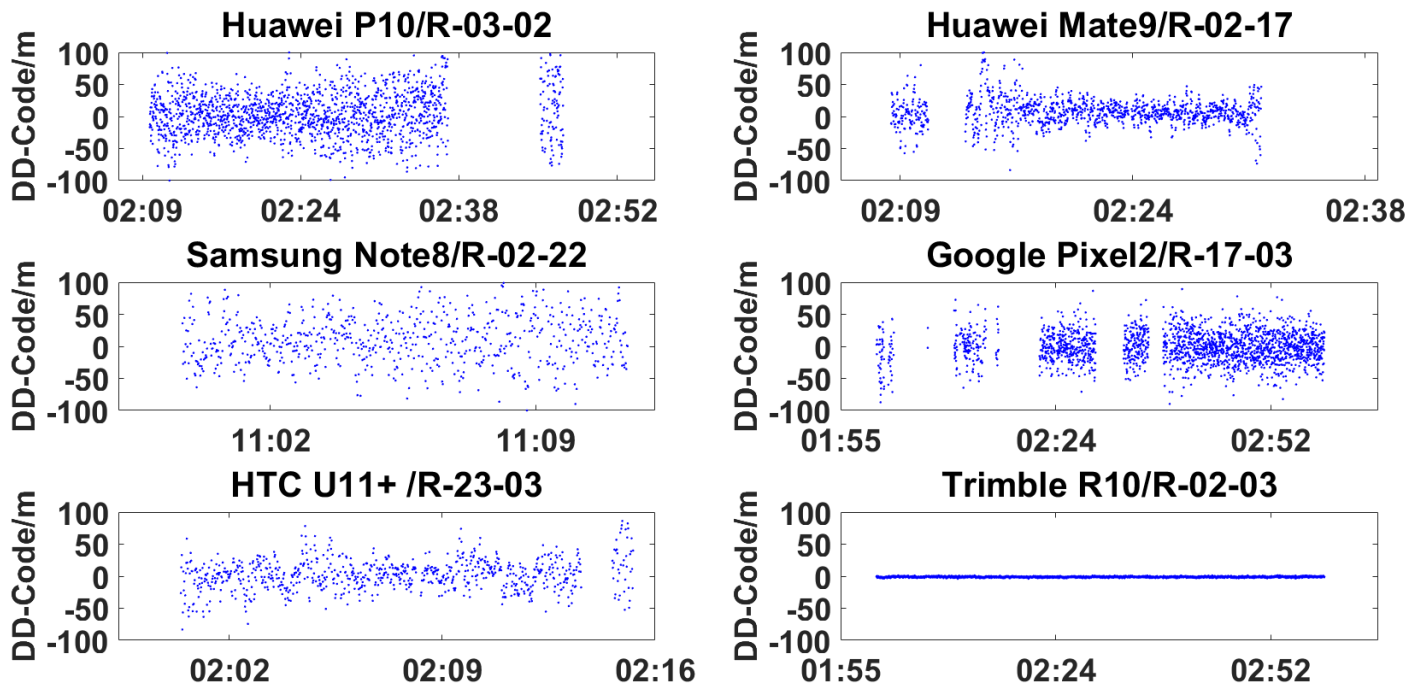 Huawei P10/R-03-02
DD-Code/m
100
50
0
-50
-100
02:09 02:24 02:38 02:52
Huawei Mate9/R-02-17
DD-Code/m
100
50
0
-50
-100
02:09 02:24 02:38
Samsung Note8/R-02-22
DD-Code/m
100
50
0
-50
-100
11:02 11:09
Google Pixel2/R-17-03
DD-Code/m
100
50
0
-50
-100
01:55 02:24 02:52
HTC U11+ /R-23-03
DD-Code/m
100
50
0
-50
-100
02:02 02:09 02:16
Trimble R10/R-02-03
DD-Code/m
100
50
0
-50
-100
01:55 02:24 02:52